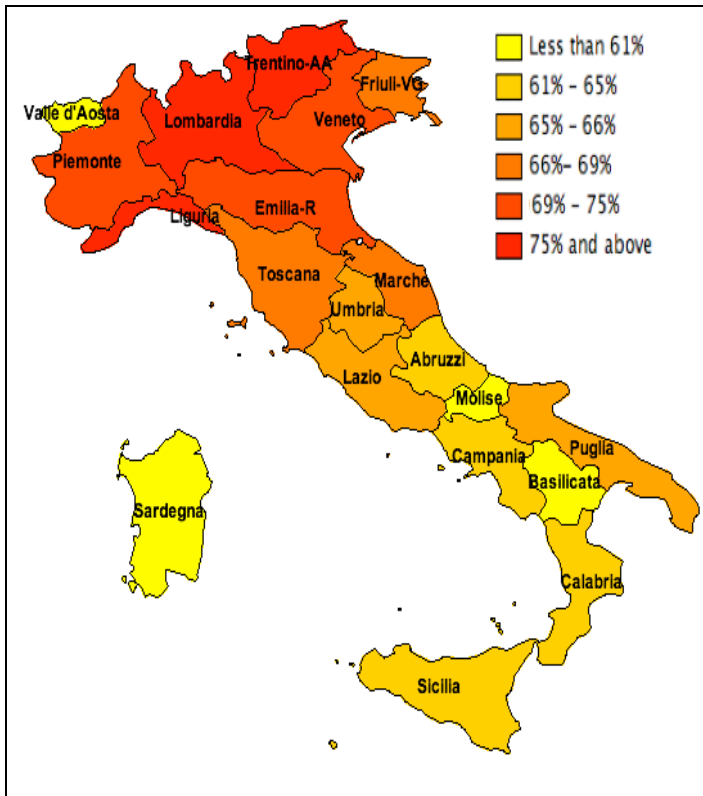 Less than 61%
61% – 65%
65% – 66%
66%– 69%
69% – 75%
75% and above
Trentino-AA
Friuli-VG
Valle d'Aosta
Lombardia
Veneto
Piemonte
Liguria
Emilia-R
Toscana
Marche
Umbria
Abruzzi
Lazio
Molise
Puglia
Campania
Basilicata
Sardegna
Calabria
Sicilia